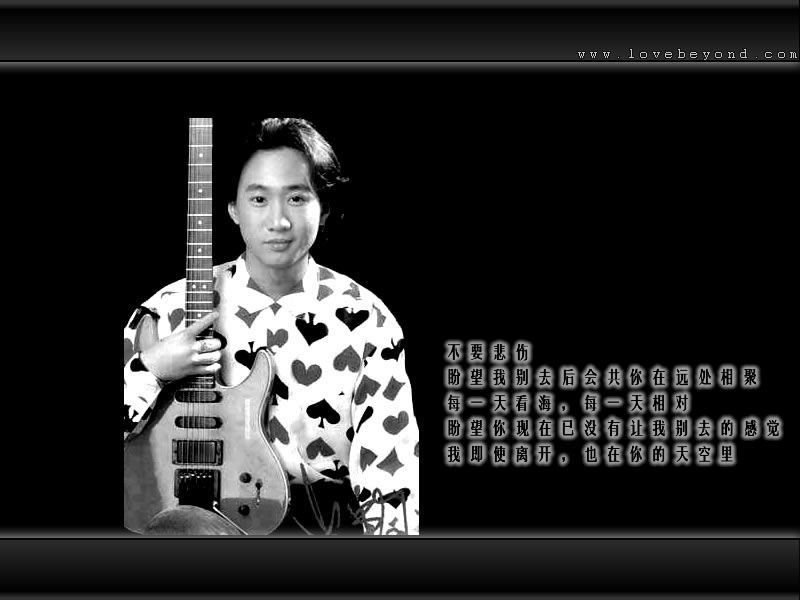 www.lovebeyond.com
不要悲伤
盼望我别去后会共你在远处相聚
每一天看海，每一天相对
盼望你现在已没有让我别去的感觉
我即使离开，也在你的天空里